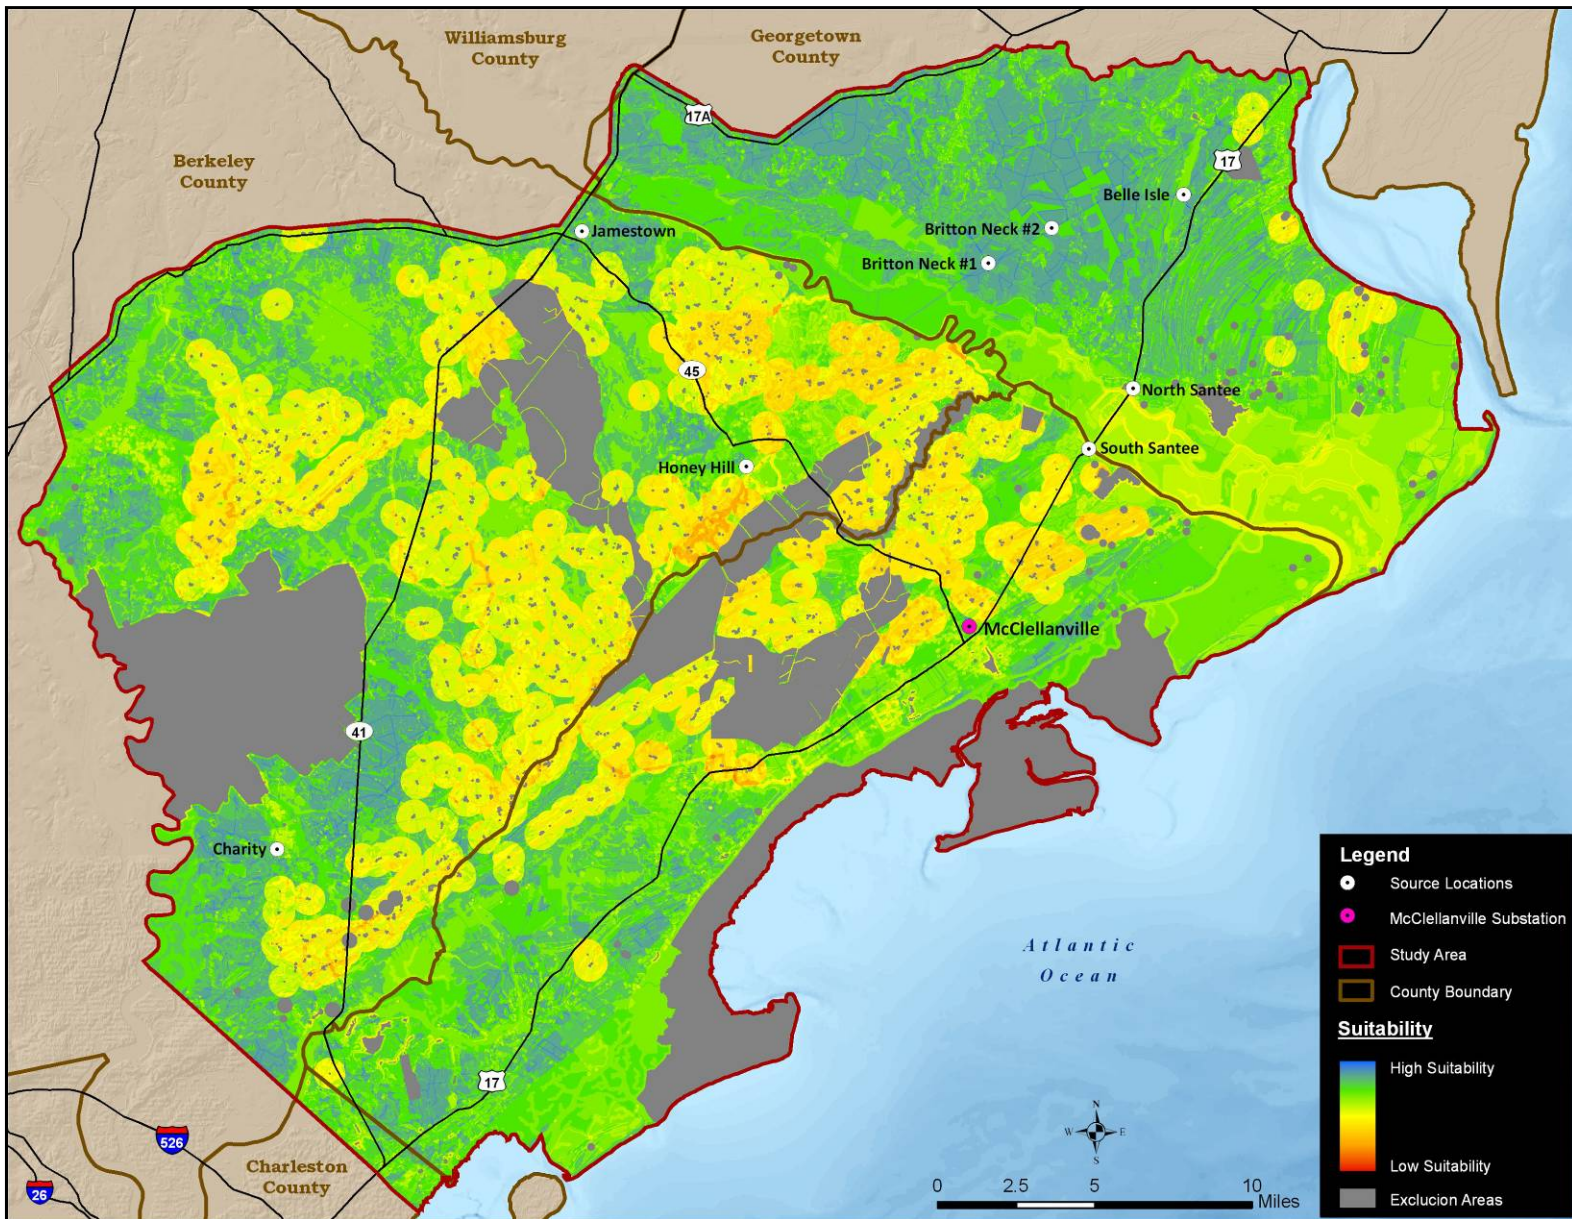 Williamsburg
County
Georgetown
County
17A
Berkeley
County
17
Belle Isle
Jamestown
Britton Neck #2
Britton Neck #1
45
North Santee
South Santee
Honey Hill
McClellanville
41
Charity
Atlantic
Ocean
17
526
26
Charleston
County
N
W
E
S
0
2.5
5
10
Miles
Legend
Source Locations
McClellanville Substation
Study Area
County Boundary
Suitability
High Suitability
Low Suitability
Exclucion Areas